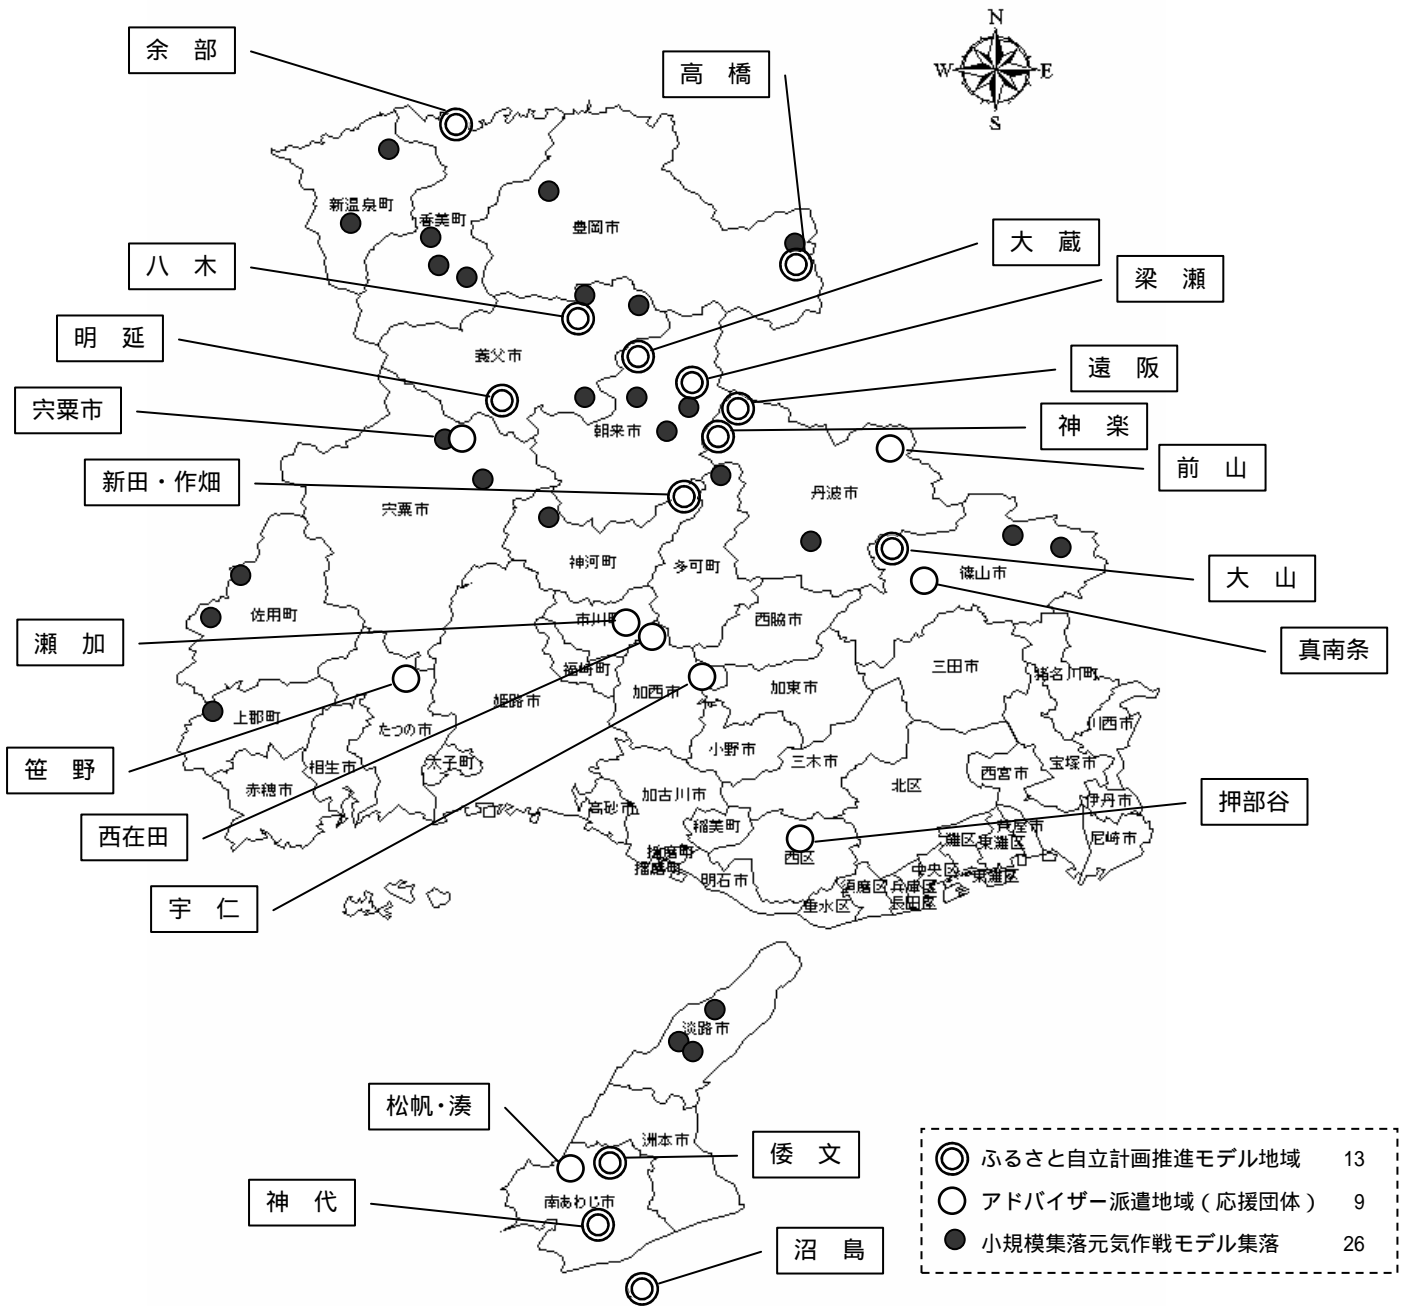 N
W E
S
余 部
高 橋
新温泉町
香美町
豊岡市
大 蔵
八 木
梁 瀬
明 延
養父市
遠 阪
宍粟市
朝来市
神 楽
前 山
新田・作畑
宍粟市
丹波市
神河町
多可町
篠山市
大 山
佐用町
市川町
西脇市
瀬 加
真南条
福崎町
三田市
猪名川町
加西市
加東市
姫路市
上郡町
たつの市
川西市
笹 野
相生市
太子町
小野市
三木市
西宮市
宝塚市
赤穂市
北区
高砂市
加古川市
伊丹市
押部谷
西在田
稲美町
芦屋市
灘区
東灘区
尼崎市
播磨町
西区
播磨町
明石市
中央区
東灘区
須磨区
兵庫区
宇 仁
垂水区
長田区
淡路市
松帆・湊
洲本市
倭 文
神 代
南あわじ市
沼 島
ふるさと自立計画推進モデル地域 13
アドバイザー派遣地域(応援団体) 9
小規模集落元気作戦モデル集落 26